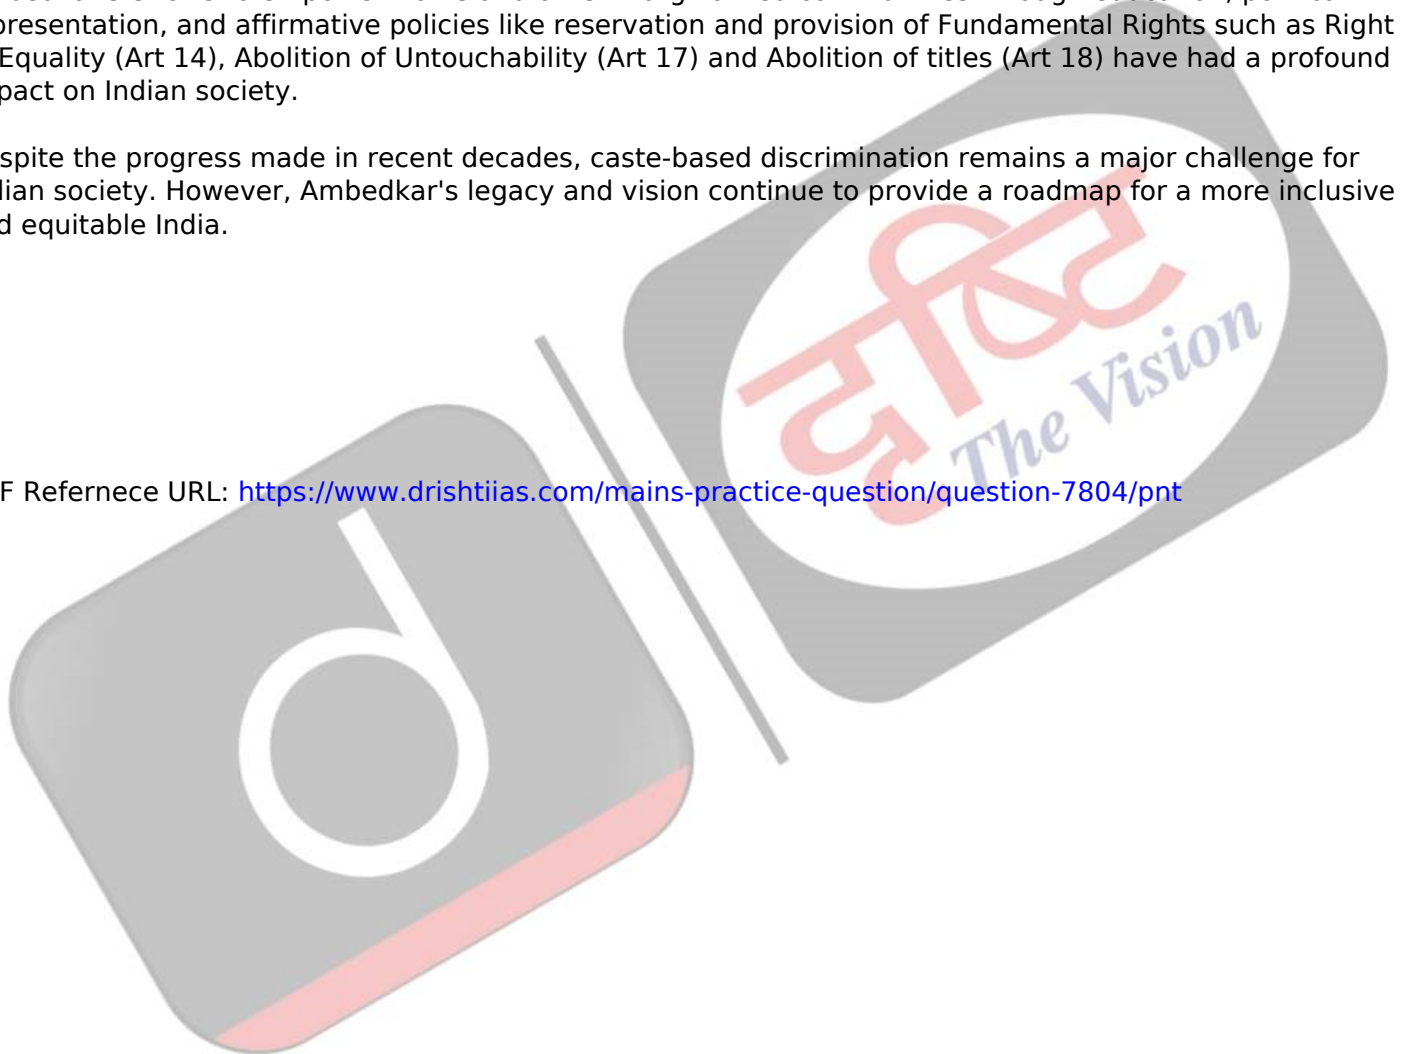 presentation, and affirmative policies like reservation and provision of Fundamental Rights such as Right
Equality (Art 14), Abolition of Untouchability (Art 17) and Abolition of titles (Art 18) have had a profound
pact on Indian society.
spite the progress made in recent decades, caste-based discrimination remains a major challenge for
dian society. However, Ambedkar's legacy and vision continue to provide a roadmap for a more inclusive
d equitable India.
दृष्टि
The Vision
F Refernece URL: https://www.drishtiias.com/mains-practice-question/question-7804/pnt
d